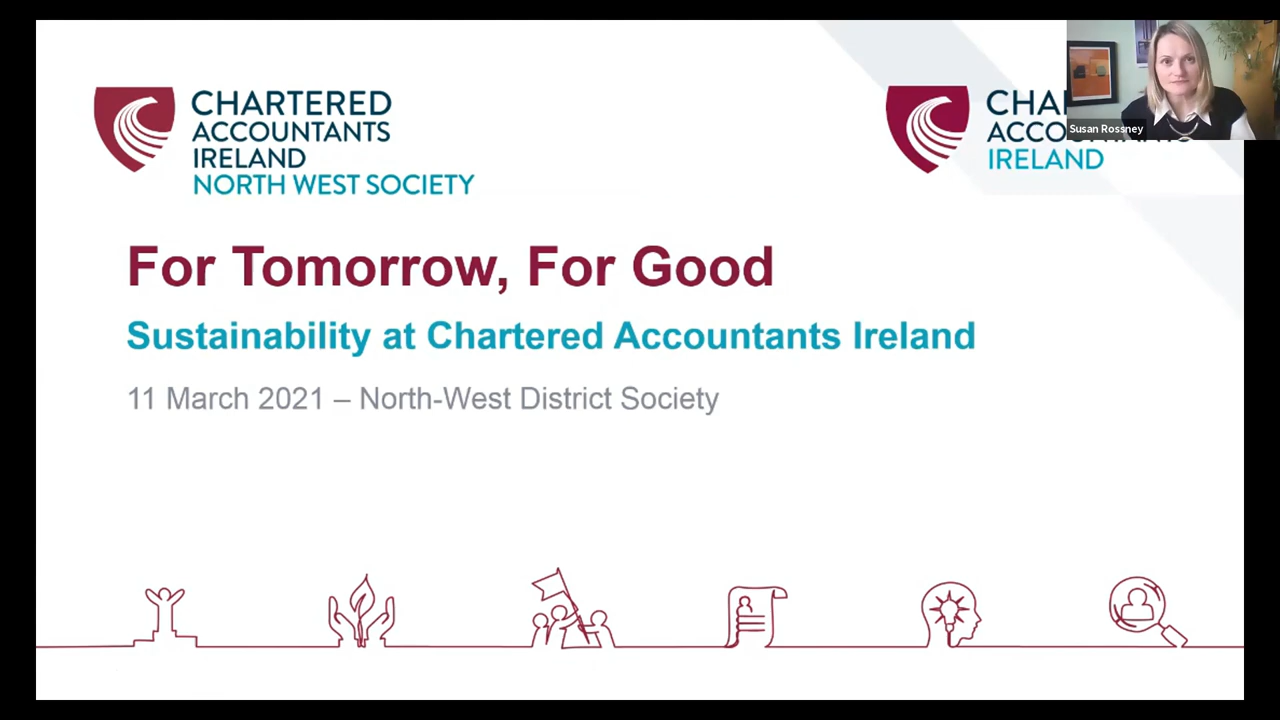 CHARTERED
ACCOUNTANTS
IRELAND
NORTH WEST SOCIETY
IRELAND
Susan Rossney
For Tomorrow, For Good
Sustainability at Chartered Accountants Ireland
11 March 2021 – North-West District Society